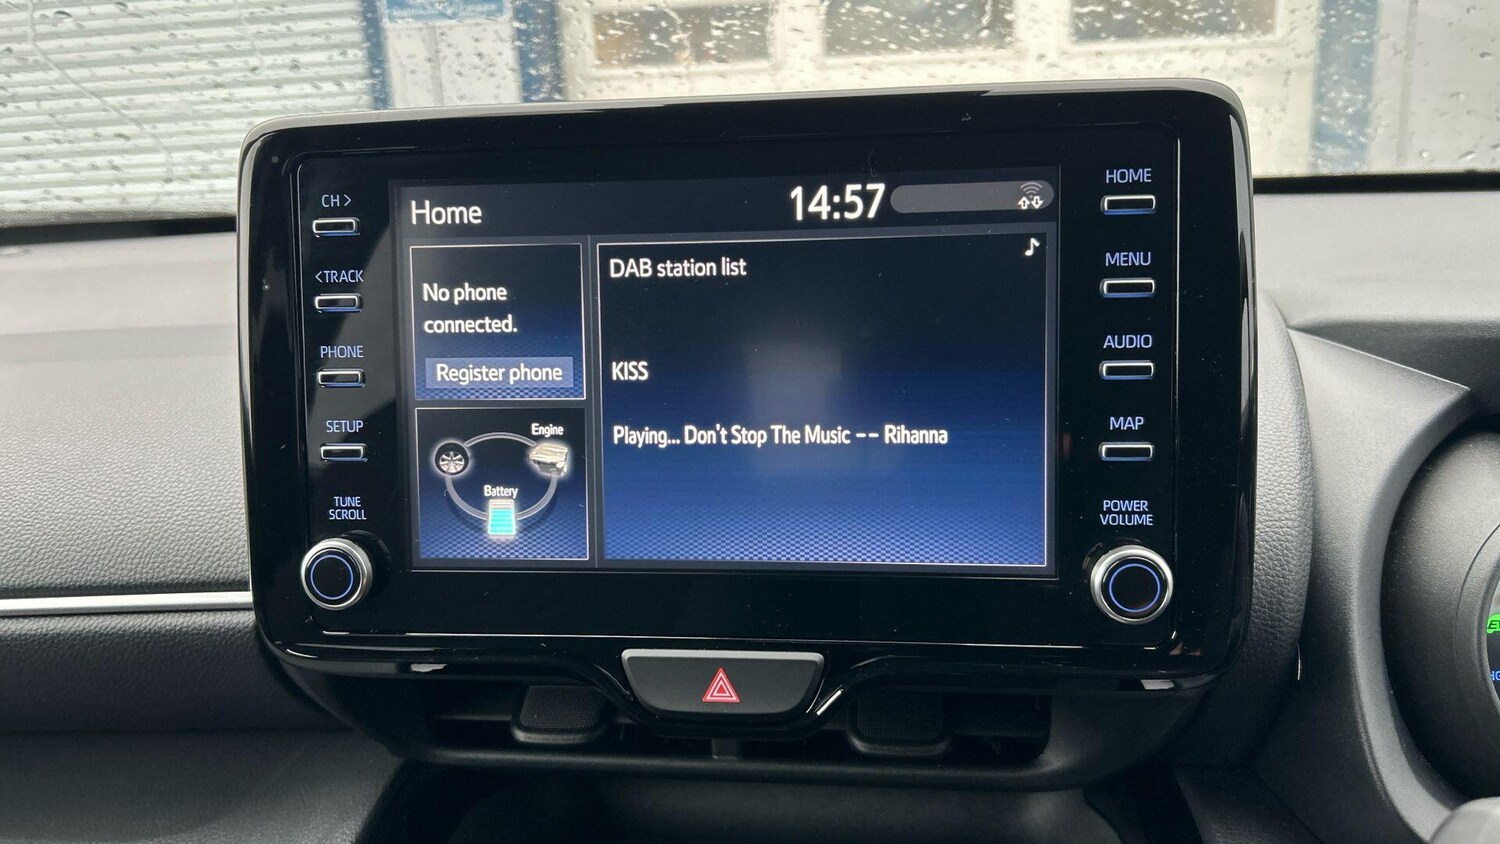 CH >
<TRACK
PHONE
SETUP
TUNE
SCROLL
Home
14:57
No phone
connected.
Register phone
Engine
Battery
DAB station list
KISS
Playing... Don't Stop The Music -- Rihanna
HOME
MENU
AUDIO
MAP
POWER
VOLUME